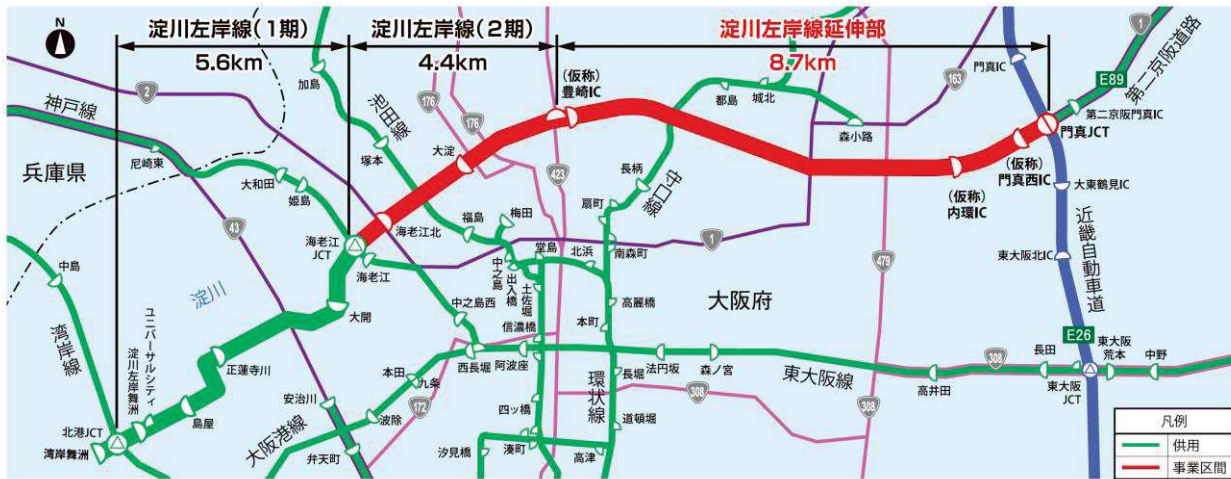 N
淀川左岸線(1期)
5.6km
淀川左岸線(2期)
4.4km
淀川左岸線延伸部
8.7km
加島
池田線
176
176
(仮称)
豊崎IC
都島
城北
163
門真IC
1
E89
第二京阪道路
第二京阪門真IC
門真JCT
2
神戸線
尼崎東
兵庫県
大和田
姫島
塚本
大淀
423
長柄
森小路
守口線
扇町
(仮称)
内環IC
(仮称)
門真西IC
大東鶴見IC
近畿自動車道
43
海老江
JCT
海老江北
海老江
福島
梅田
堂島
北浜
南森町
1
479
東大阪北IC
中島
淀川
中之島
出入橋
土佐堀
高麗橋
大阪府
湾岸線
ユニバーサルシティ
淀川左岸舞洲
大開
中之島西
信濃橋
本町
E26
正蓮寺川
西長堀
阿波座
法円坂
森ノ宮
東大阪線
308
長田
東大阪
荒本
中野
本田
九条
環状線
長堀
高井田
東大阪
JCT
島屋
安治川
172
四ツ橋
308
308
北港JCT
波除
道頓堀
凡例
湾岸舞洲
大阪港線
弁天町
汐見橋
湊町
高津
供用
事業区間